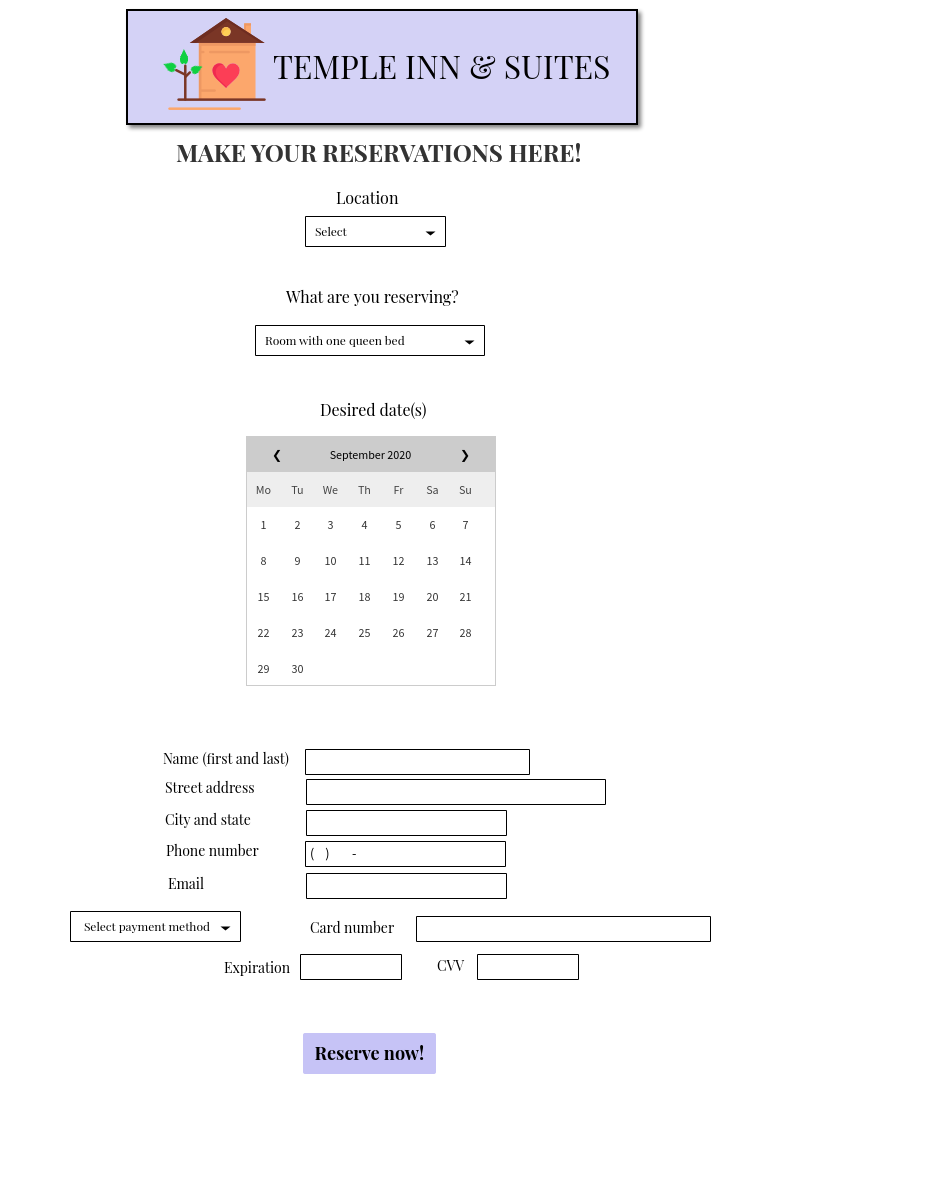 TEMPLE INN & SUITES
MAKE YOUR RESERVATIONS HERE!
Location
Select
What are you reserving?
Room with one queen bed
Desired date(s)
❮ September 2020 ❯
Mo Tu We Th Fr Sa Su
1 2 3 4 5 6 7
8 9 10 11 12 13 14
15 16 17 18 19 20 21
22 23 24 25 26 27 28
29 30
Name (first and last)
Street address
City and state
Phone number ( ) -
Email
Select payment method Card number
Expiration CVV
Reserve now!